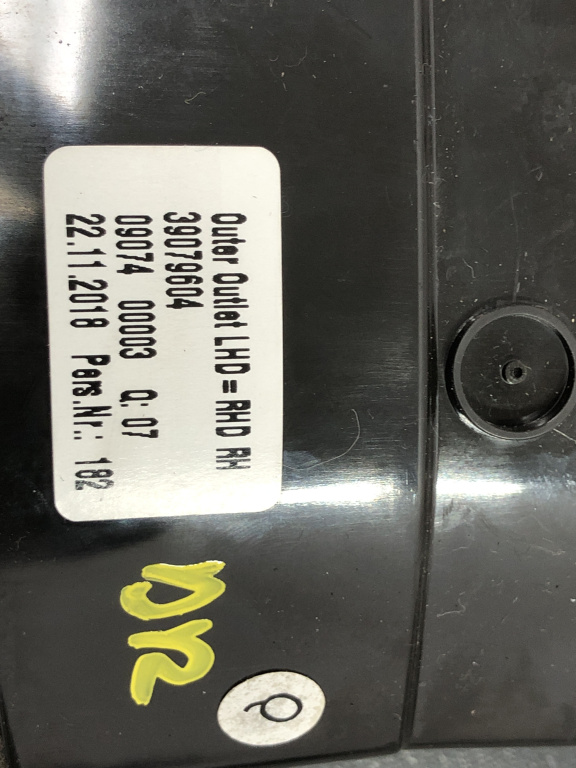 Outer Outlet LHD = RHD RH
39079604
09074 00003 Q: 07
22.11.2018 Pers.Nr.: 182